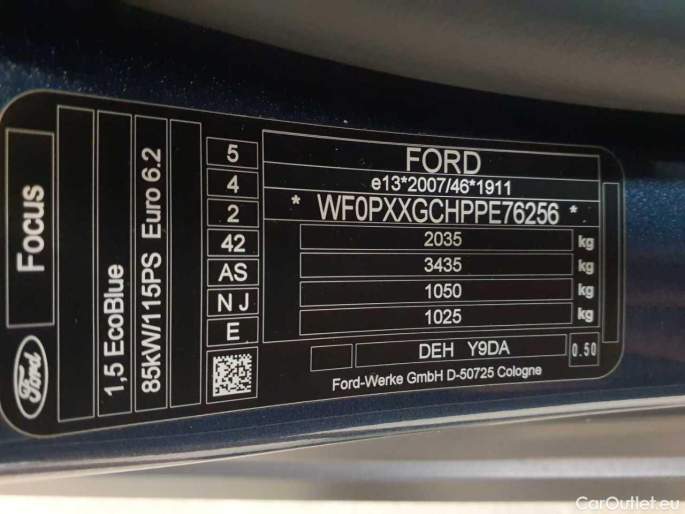 Focus
Ford
1,5 EcoBlue
85kW/115PS Euro 6.2
5
4
2
42
AS
N J
E
FORD
e13*2007/46*1911
* WF0PXXGCHPPE76256 *
2035 kg
3435 kg
1050 kg
1025 kg
DEH Y9DA
0.50
Ford-Werke GmbH D-50725 Cologne
CarOutlet.eu